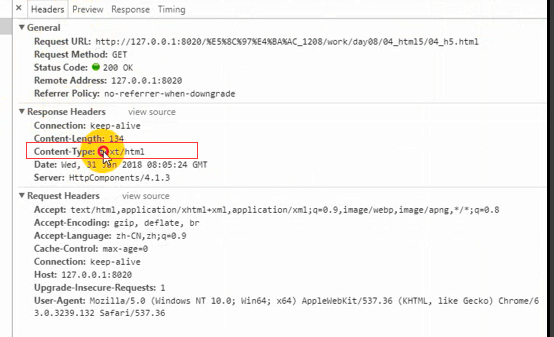 × Headers Preview Response Timing
▼ General
Request URL: http://127.0.0.1:8020/%E5%8C%97%E4%BA%AC_1208/work/day08/04_html5/04_h5.html
Request Method: GET
Status Code: 200 OK
Remote Address: 127.0.0.1:8020
Referrer Policy: no-referrer-when-downgrade
▼ Response Headers view source
Connection: keep-alive
Content-Length: 134
Content-Type: text/html
Date: Wed, 31 Jan 2018 08:05:24 GMT
Server: HttpComponents/4.1.3
▼ Request Headers view source
Accept: text/html,application/xhtml+xml,application/xml;q=0.9,image/webp,image/apng,*/*;q=0.8
Accept-Encoding: gzip, deflate, br
Accept-Language: zh-CN,zh;q=0.9
Cache-Control: max-age=0
Connection: keep-alive
Host: 127.0.0.1:8020
Upgrade-Insecure-Requests: 1
User-Agent: Mozilla/5.0 (Windows NT 10.0; Win64; x64) AppleWebKit/537.36 (KHTML, like Gecko) Chrome/6
3.0.3239.132 Safari/537.36